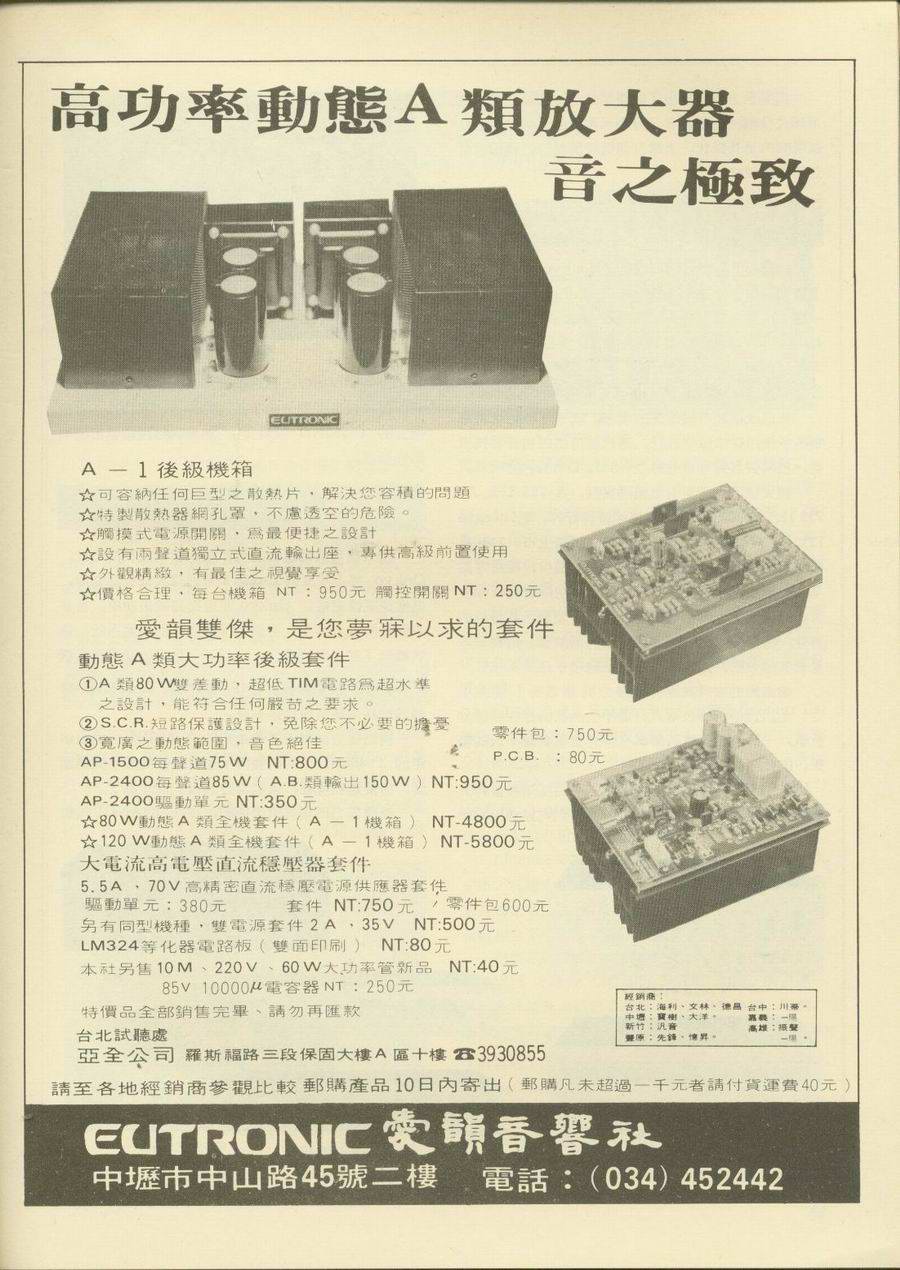 高功率動態A類放大器
音之極致
EUTRONIC
A－1後級機箱
☆可容納任何巨型之散熱片，解決您容積的問題
☆特製散熱器網孔罩，不慮透空的危險。
☆觸摸式電源開關，為最便捷之設計
☆設有兩聲道獨立式直流輸出座，專供高級前置使用
☆外觀精緻，有最佳之視覺享受
☆價格合理，每台機箱 NT：950元 觸控開關NT：250元
愛韻雙傑，是您夢寐以求的套件
動態A類大功率後級套件
①A類80W雙差動，超低TIM電路為超水準
之設計，能符合任何嚴苛之要求。
②S.C.R.短路保護設計，免除您不必要的擔憂
③寬廣之動態範圍，音色絕佳
零件包：750元
P.C.B.：80元
AP-1500每聲道75W NT:800元
AP-2400每聲道85W（A.B.類輸出150W）NT:950元
AP-2400驅動單元 NT:350元
☆80W動態A類全機套件（A－1機箱） NT-4800元
☆120W動態A類全機套件（A－1機箱） NT-5800元
大電流高電壓直流穩壓器套件
5.5A、70V高精密直流穩壓電源供應器套件
驅動單元：380元 套件 NT:750元 零件包600元
另有同型機種，雙電源套件2A、35V NT:500元
LM324等化器電路板（雙面印刷） NT:80元
本社另售10M、220V、60W大功率管新品 NT:40元
85V 10000μ電容器NT：250元
特價品全部銷售完畢、請勿再匯款
台北試聽處
亞全公司 羅斯福路三段保固大樓A區十樓 ☎3930855
經銷商：
台北：海利、文林、德昌 台中：川泰。
中壢：寶樹、大洋。 嘉義：一陽
新竹：汎音 高雄：振聲
豐原：先鋒、億昇。 一陽。
請至各地經銷商參觀比較 郵購產品10日內寄出（郵購凡未超過一千元者請付貨運費40元）
EUTRONIC 愛韻音響社
中壢市中山路45號二樓 電話：(034) 452442